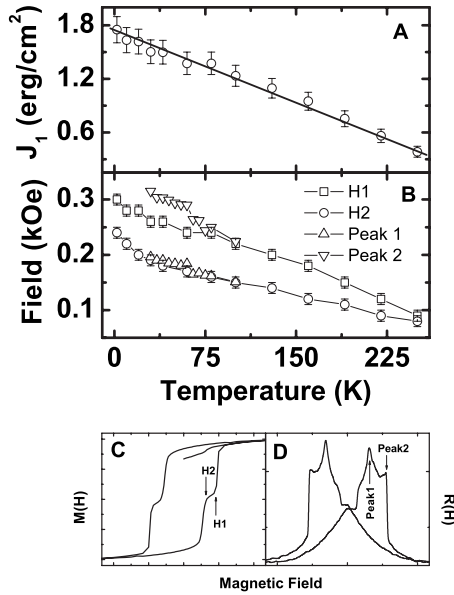 A
J1 (erg/cm²)
1.8
1.2
0.6
B
Field (kOe)
0.3
0.2
0.1
H1
H2
Peak 1
Peak 2
0
75
150
225
Temperature (K)
C
M(H)
H2
H1
D
Peak1
Peak2
R(H)
Magnetic Field